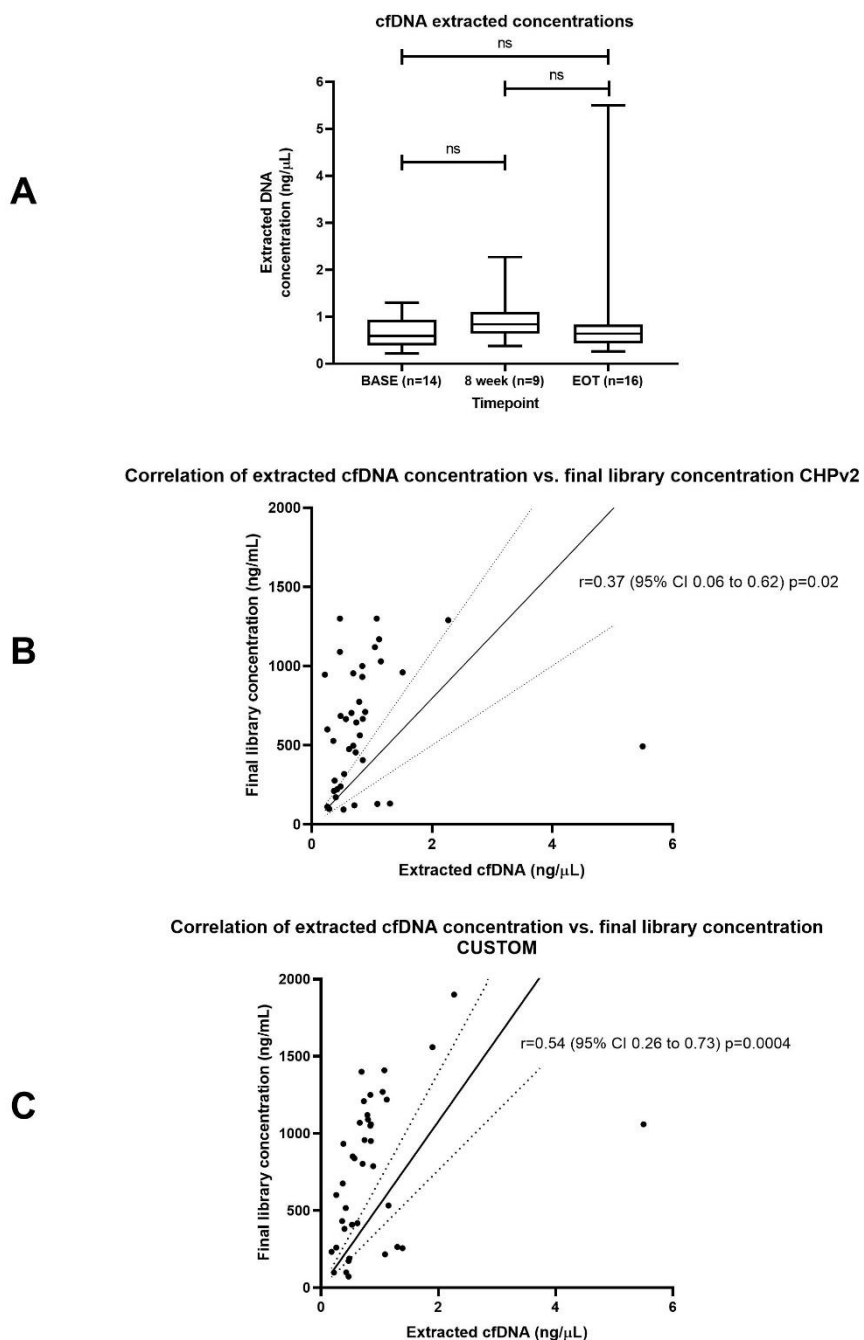 cfDNA extracted concentrations
ns
ns
ns
A
Extracted DNA
concentration (ng/μL)
6
5
4
3
2
1
0
BASE (n=14) 8 week (n=9) EOT (n=16)
Timepoint
Correlation of extracted cfDNA concentration vs. final library concentration CHPv2
B
Final library concentration (ng/mL)
2000
1500
1000
500
0
r=0.37 (95% CI 0.06 to 0.62) p=0.02
0 2 4 6
Extracted cfDNA (ng/μL)
Correlation of extracted cfDNA concentration vs. final library concentration
CUSTOM
C
Final library concentration (ng/mL)
2000
1500
1000
500
0
r=0.54 (95% CI 0.26 to 0.73) p=0.0004
0 2 4 6
Extracted cfDNA (ng/μL)